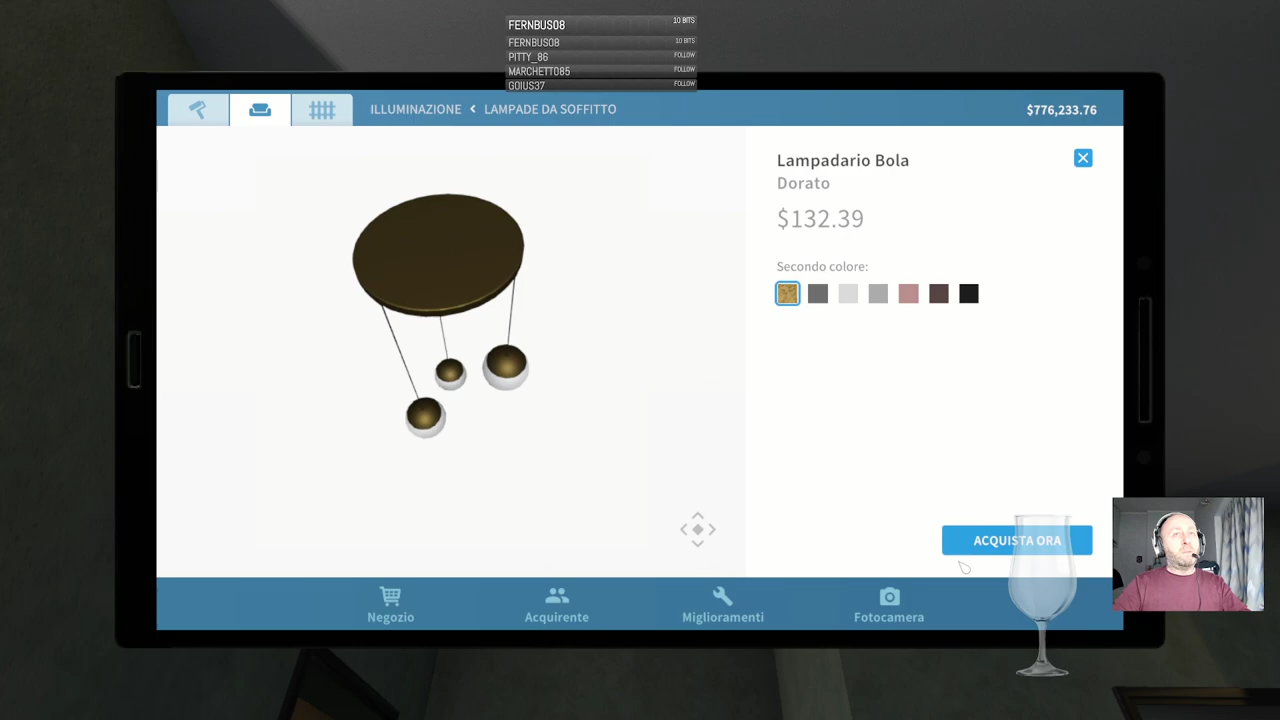 FERNBUS08 10 BITS
FERNBUS08 10 BITS
PITTY_86 FOLLOW
MARCHETTO85 FOLLOW
GOIUS37 FOLLOW
ILLUMINAZIONE < LAMPADE DA SOFFITTO
$776,233.76
Lampadario Bola
Dorato
$132.39
Secondo colore:
ACQUISTA ORA
Negozio
Acquirente
Miglioramenti
Fotocamera